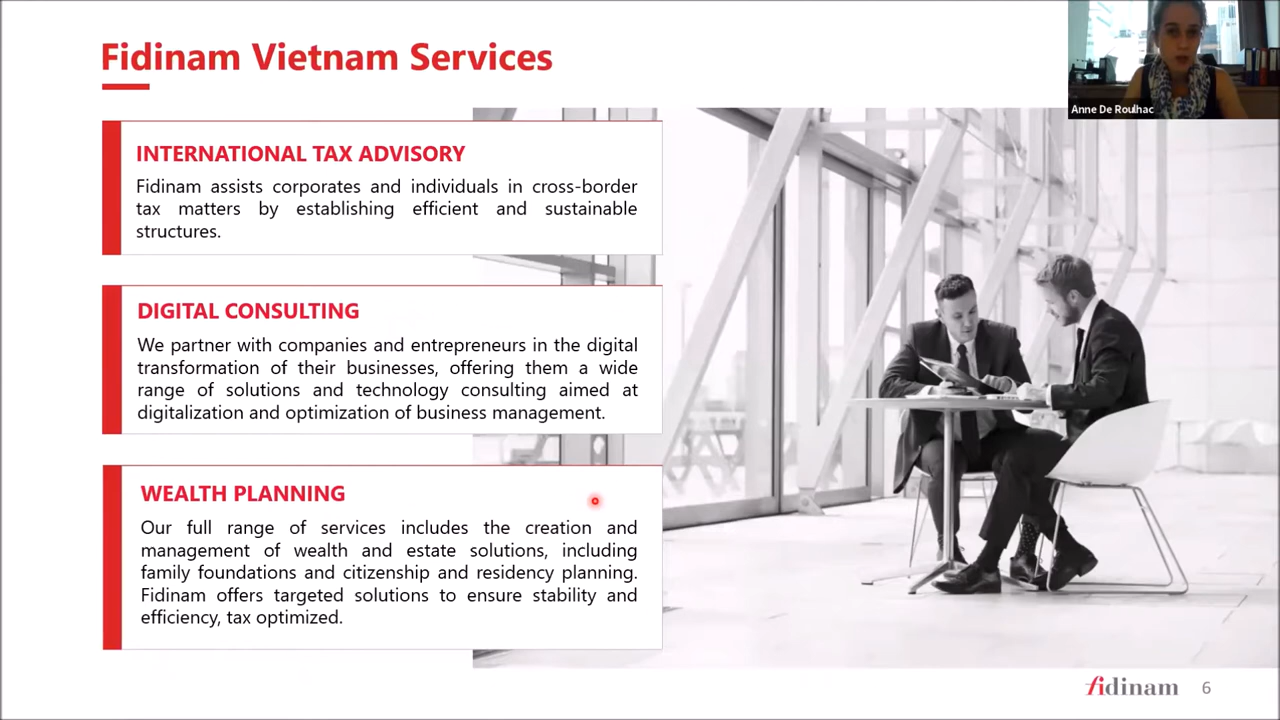 Fidinam Vietnam Services
Anne De Roulhac
INTERNATIONAL TAX ADVISORY
Fidinam assists corporates and individuals in cross-border
tax matters by establishing efficient and sustainable
structures.
DIGITAL CONSULTING
We partner with companies and entrepreneurs in the digital
transformation of their businesses, offering them a wide
range of solutions and technology consulting aimed at
digitalization and optimization of business management.
WEALTH PLANNING
Our full range of services includes the creation and
management of wealth and estate solutions, including
family foundations and citizenship and residency planning.
Fidinam offers targeted solutions to ensure stability and
efficiency, tax optimized.
fidinam 6